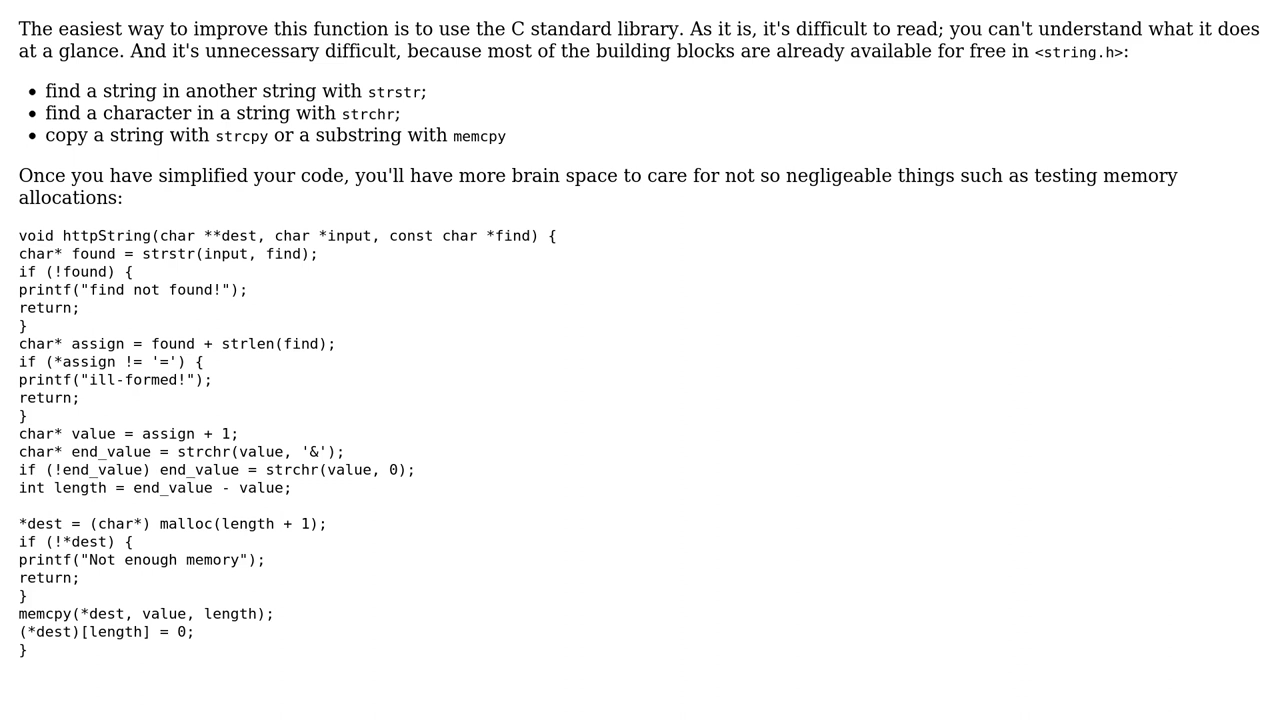 The easiest way to improve this function is to use the C standard library. As it is, it's difficult to read; you can't understand what it does
at a glance. And it's unnecessary difficult, because most of the building blocks are already available for free in <string.h>:
• find a string in another string with strstr;
• find a character in a string with strchr;
• copy a string with strcpy or a substring with memcpy
Once you have simplified your code, you'll have more brain space to care for not so negligeable things such as testing memory
allocations:
void httpString(char **dest, char *input, const char *find) {
char* found = strstr(input, find);
if (!found) {
printf("find not found!");
return;
}
char* assign = found + strlen(find);
if (*assign != '=') {
printf("ill-formed!");
return;
}
char* value = assign + 1;
char* end_value = strchr(value, '&');
if (!end_value) end_value = strchr(value, 0);
int length = end_value - value;

*dest = (char*) malloc(length + 1);
if (!*dest) {
printf("Not enough memory");
return;
}
memcpy(*dest, value, length);
(*dest)[length] = 0;
}